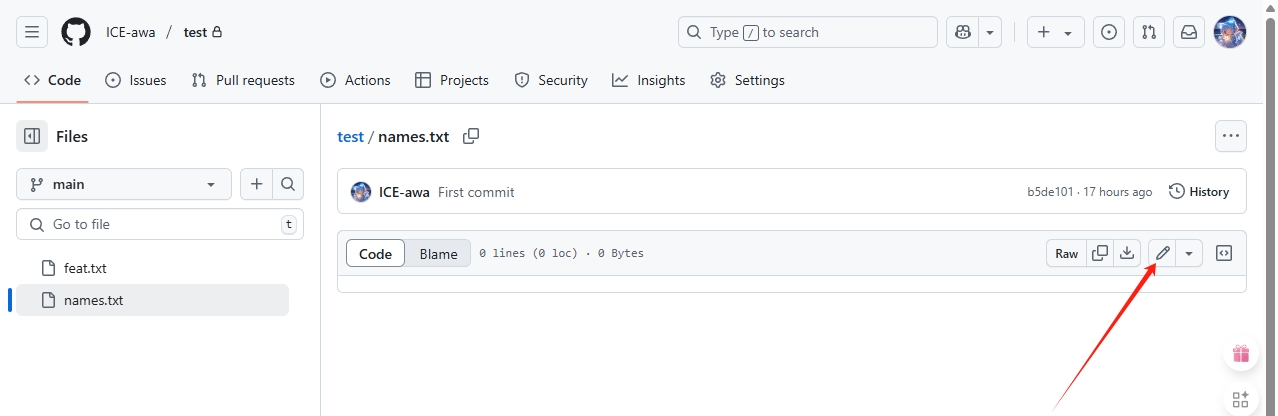 ICE-awa / test
Type / to search
Code Issues Pull requests Actions Projects Security Insights Settings
Files
main
Go to file t
feat.txt
names.txt
test / names.txt
ICE-awa First commit b5de101 · 17 hours ago History
Code Blame 0 lines (0 loc) · 0 Bytes Raw